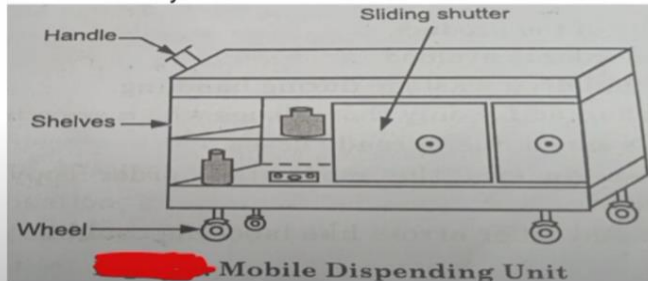 Sliding shutter
Handle
Shelves
Wheel
Mobile Dispending Unit